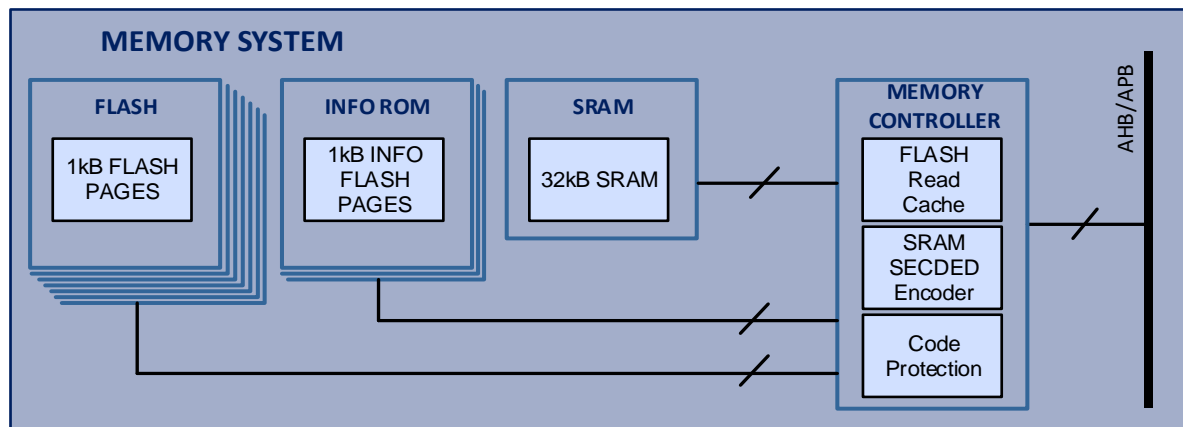 MEMORY SYSTEM
FLASH
1kB FLASH
PAGES
INFO ROM
1kB INFO
FLASH
PAGES
SRAM
32kB SRAM
MEMORY
CONTROLLER
FLASH
Read
Cache
SRAM
SECDED
Encoder
Code
Protection
AHB/APB